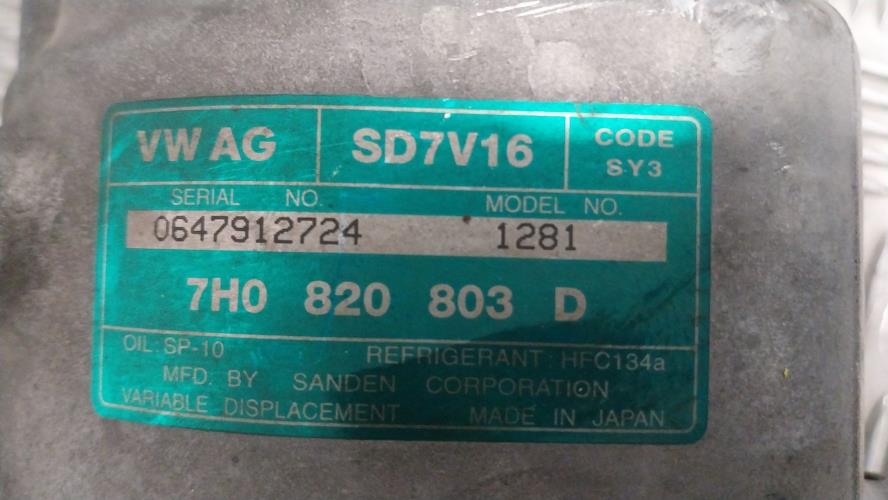 VW AG SD7V16 CODE SY3
SERIAL NO. MODEL NO.
0647912724 1281
7H0 820 803 D
OIL: SP-10 REFRIGERANT: HFC134a
MFD. BY SANDEN CORPORATION
VARIABLE DISPLACEMENT MADE IN JAPAN